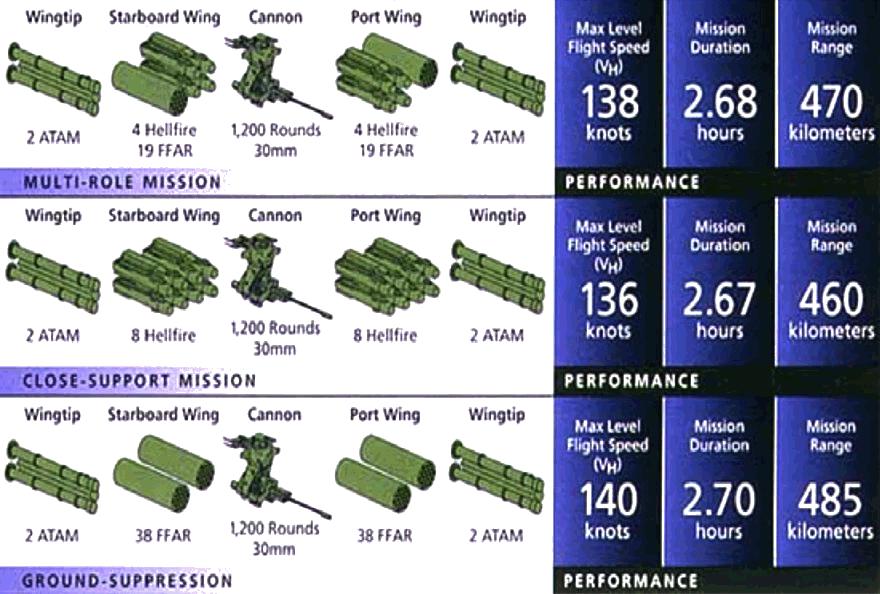 Wingtip Starboard Wing Cannon Port Wing Wingtip
2 ATAM 4 Hellfire 1,200 Rounds 4 Hellfire 2 ATAM
19 FFAR 30mm 19 FFAR
MULTI-ROLE MISSION
Max Level Mission Mission
Flight Speed Duration Range
(VH)
138 2.68 470
knots hours kilometers
PERFORMANCE
Wingtip Starboard Wing Cannon Port Wing Wingtip
2 ATAM 8 Hellfire 1,200 Rounds 8 Hellfire 2 ATAM
30mm
CLOSE-SUPPORT MISSION
Max Level Mission Mission
Flight Speed Duration Range
(VH)
136 2.67 460
knots hours kilometers
PERFORMANCE
Wingtip Starboard Wing Cannon Port Wing Wingtip
2 ATAM 38 FFAR 1,200 Rounds 38 FFAR 2 ATAM
30mm
GROUND-SUPPRESSION
Max Level Mission Mission
Flight Speed Duration Range
(VH)
140 2.70 485
knots hours kilometers
PERFORMANCE